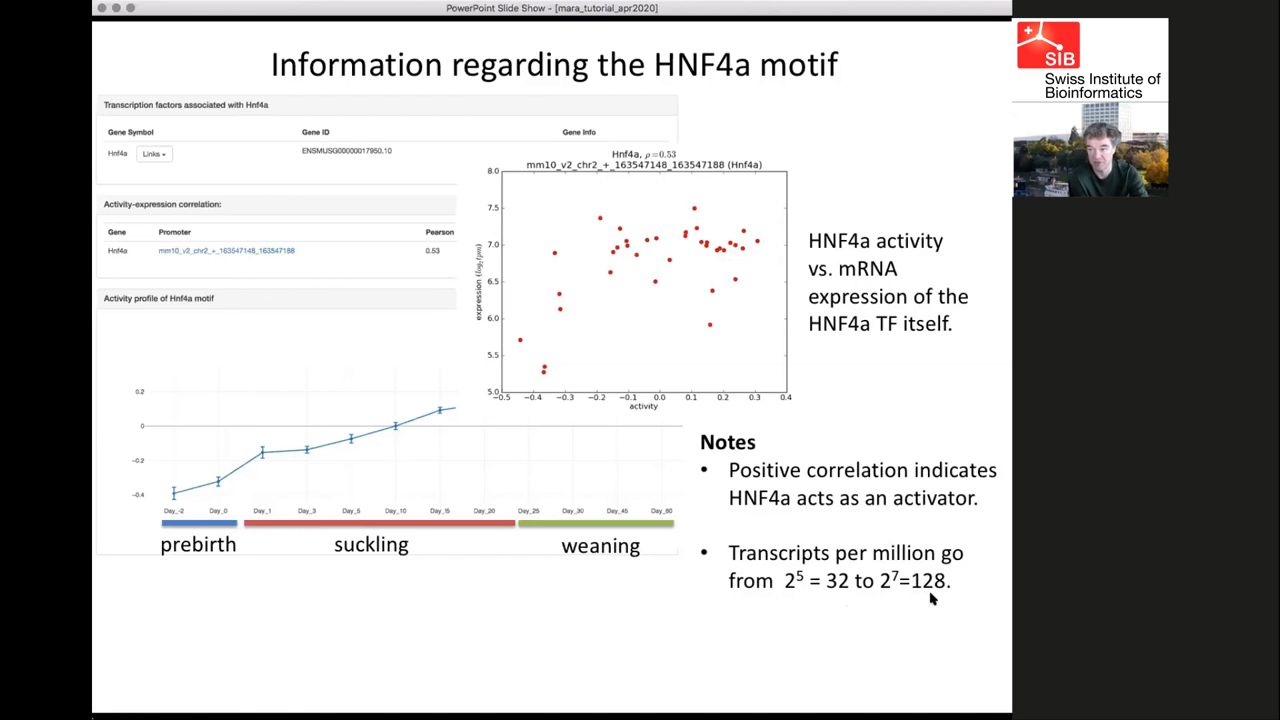 PowerPoint Slide Show - [mara_tutorial_apr2020]
SIB
Swiss Institute of
Bioinformatics
Information regarding the HNF4a motif
Transcription factors associated with Hnf4a
Gene Symbol Gene ID Gene Info
Hnf4a Links ENSMUSG00000017950.10
Activity-expression correlation:
Gene Promoter Pearson
Hnf4a mm10_v2_chr2_+_163547148_163547188 0.53
Activity profile of Hnf4a motif
0.2
0
−0.2
−0.4
Day_-2 Day_0 Day_1 Day_3 Day_5 Day_10 Day_15 Day_20 Day_25 Day_30 Day_45 Day_60
prebirth suckling weaning
Hnf4a, ρ=0.53
mm10_v2_chr2_+_163547148_163547188 (Hnf4a)
8.0
7.5
7.0
6.5
6.0
5.5
5.0
expression (log₂ tpm)
−0.5 −0.4 −0.3 −0.2 −0.1 0.0 0.1 0.2 0.3 0.4
activity
HNF4a activity
vs. mRNA
expression of the
HNF4a TF itself.
Notes
• Positive correlation indicates
HNF4a acts as an activator.
• Transcripts per million go
from 2⁵ = 32 to 2⁷=128.